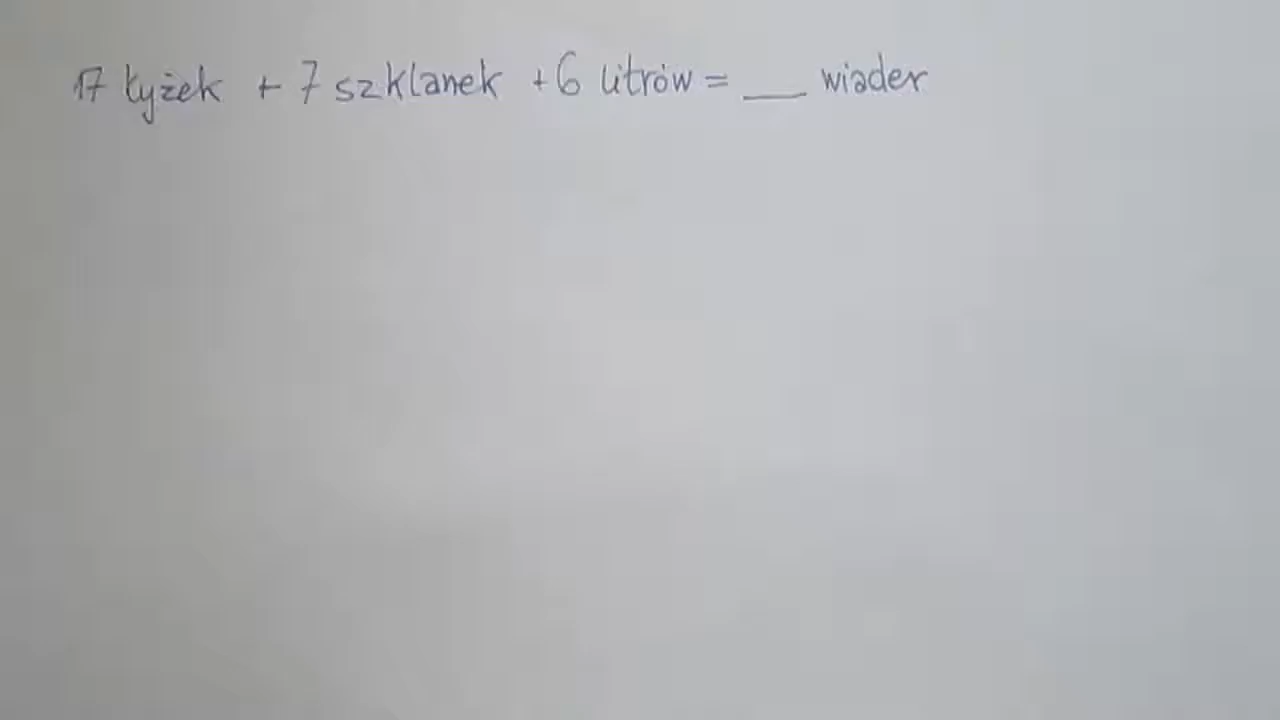 17 łyżek + 7 szklanek + 6 litrów = ___ wiader